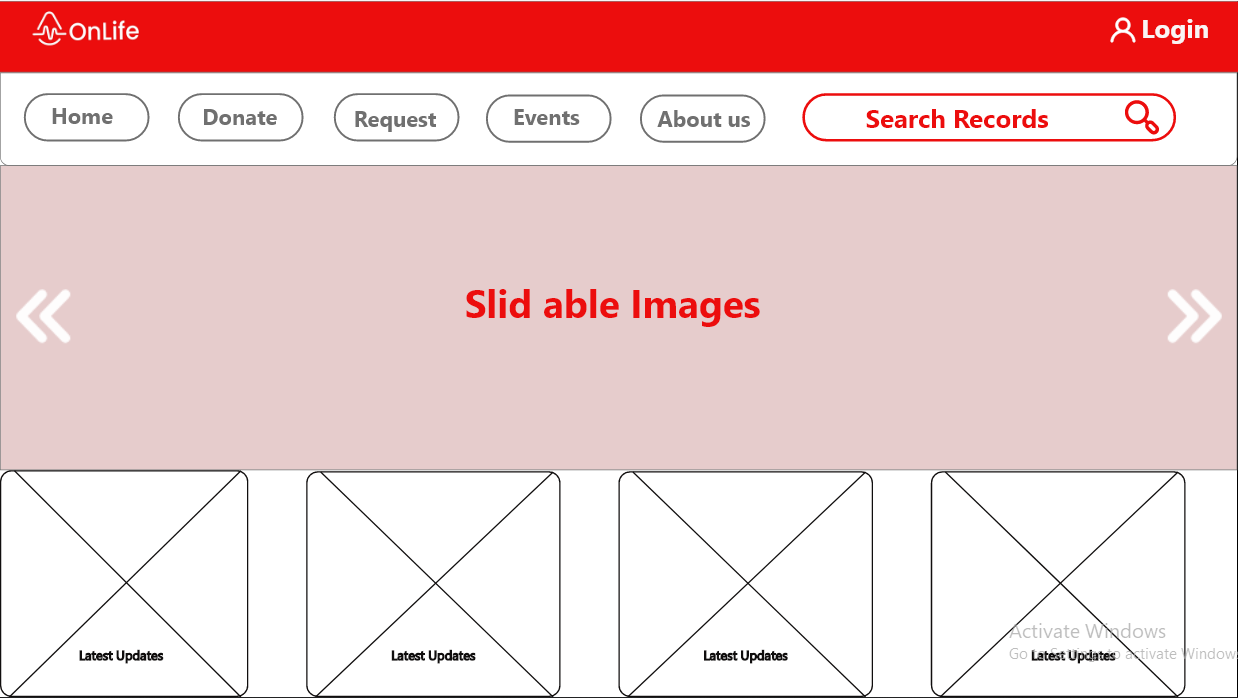 OnLife
Login
Home
Donate
Request
Events
About us
Search Records
Slid able Images
Latest Updates
Latest Updates
Latest Updates
Activate Windows
Go to Settings to activate Windows
Latest Updates